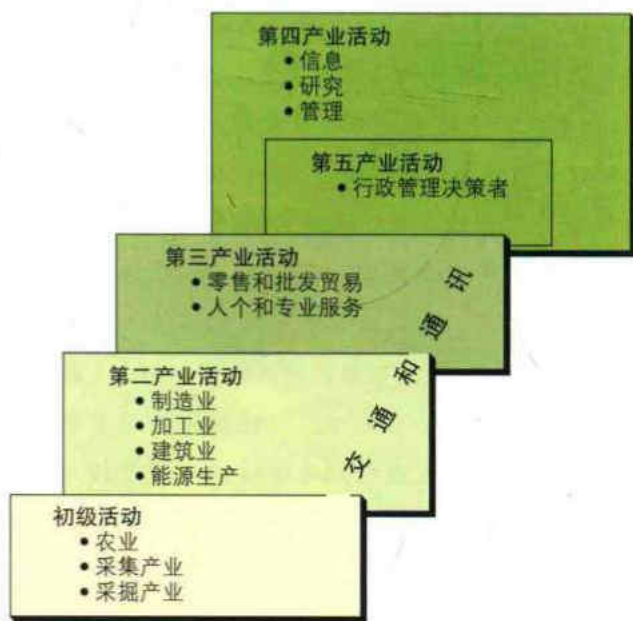 第四产业活动
• 信息
• 研究
• 管理
第五产业活动
• 行政管理决策者
第三产业活动
• 零售和批发贸易
• 人个和专业服务
第二产业活动
• 制造业
• 加工业
• 建筑业
• 能源生产
交通和通讯
初级活动
• 农业
• 采集产业
• 采掘产业